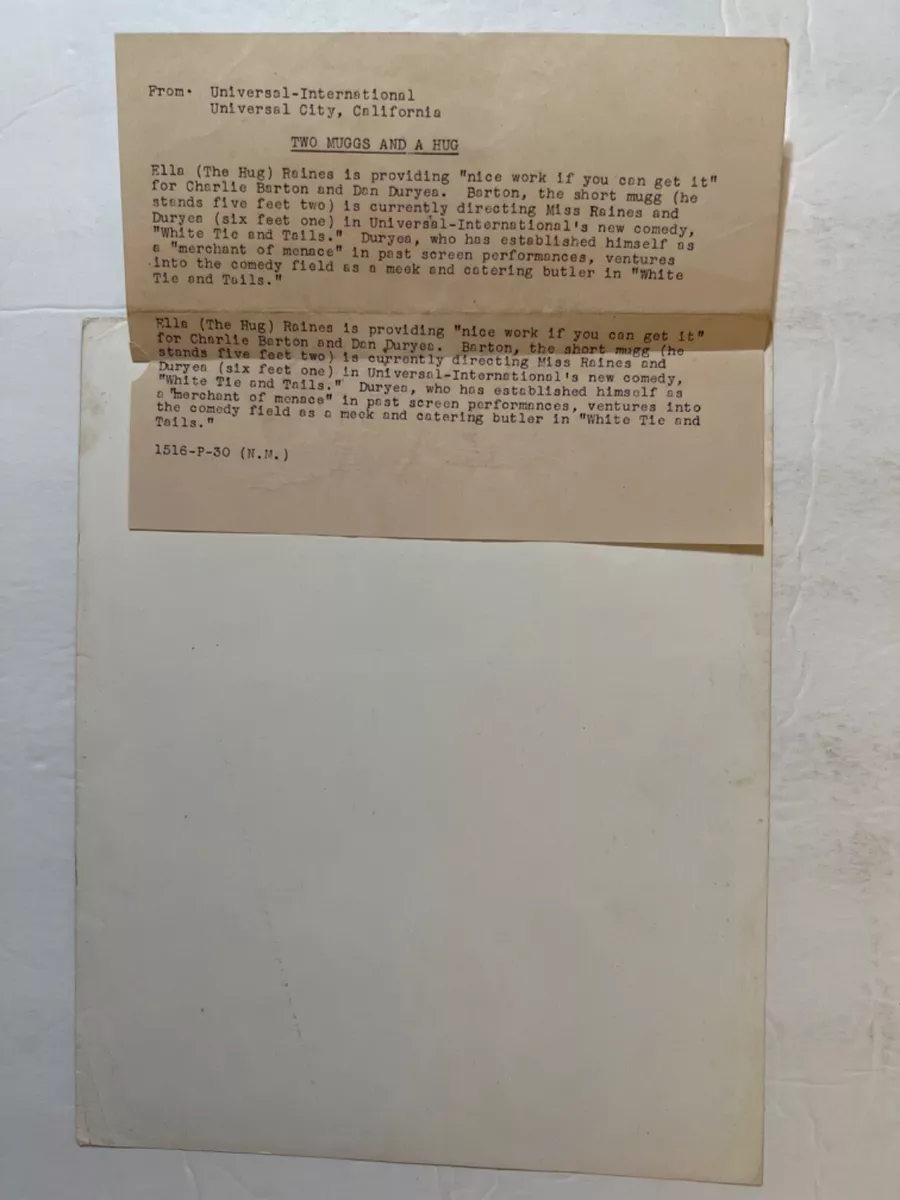 From· Universal-International
Universal City, California
TWO MUGGS AND A HUG
Ella (The Hug) Raines is providing "nice work if you can get it"
for Charlie Barton and Dan Duryea. Barton, the short mugg (he
stands five feet two) is currently directing Miss Raines and
Duryea (six feet one) in Universal-International's new comedy,
"White Tie and Tails." Duryea, who has established himself as
a "merchant of menace" in past screen performances, ventures
into the comedy field as a meek and catering butler in "White
Tie and Tails."
Ella (The Hug) Raines is providing "nice work if you can get it"
for Charlie Barton and Dan Duryea. Barton, the short mugg (he
stands five feet two) is currently directing Miss Raines and
Duryea (six feet one) in Universal-International's new comedy,
"White Tie and Tails." Duryea, who has established himself as
a "merchant of menace" in past screen performances, ventures into
the comedy field as a meek and catering butler in "White Tie and
Tails."
1516-P-30 (N.M.)